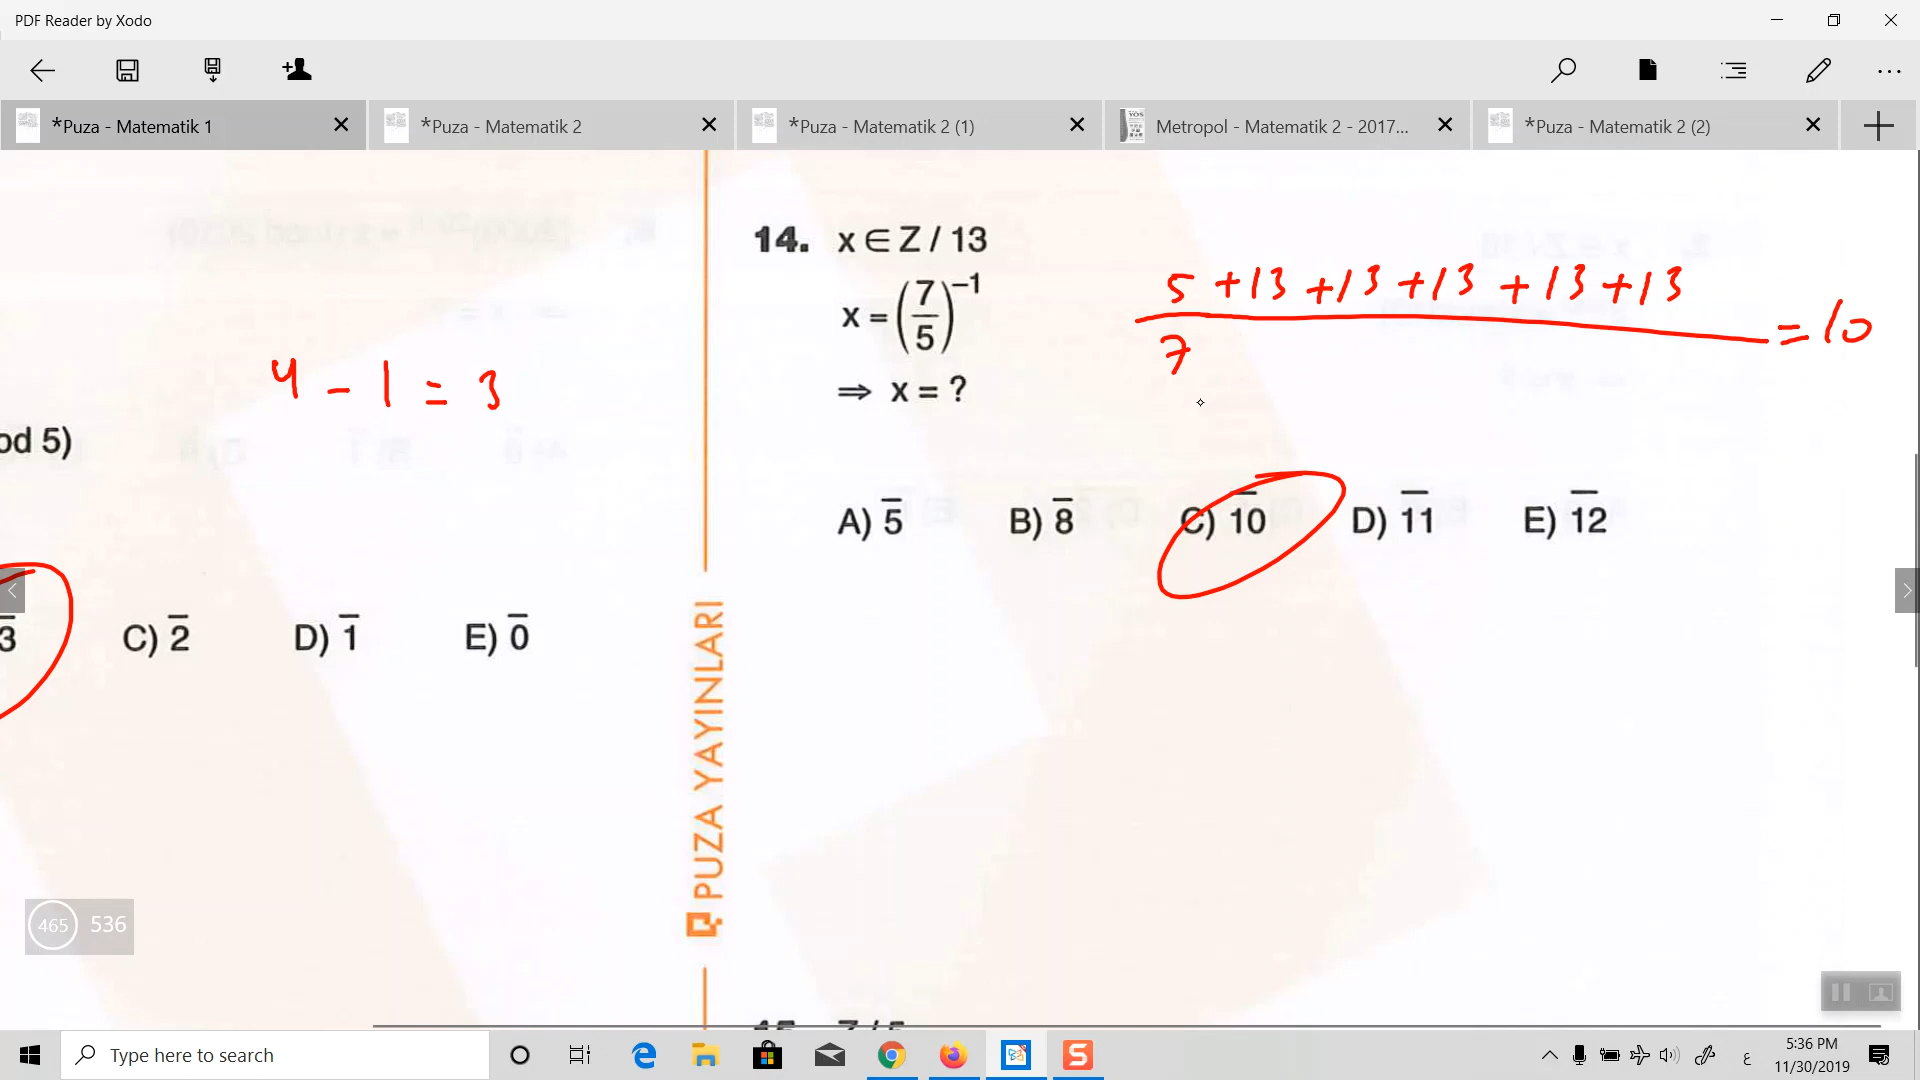 PDF Reader by Xodo
*Puza - Matematik 1
*Puza - Matematik 2
*Puza - Matematik 2 (1)
Metropol - Matematik 2 - 2017...
*Puza - Matematik 2 (2)
4 - 1 = 3
od 5)
3
C) 2̅
D) 1̅
E) 0̅
PUZA YAYINLARI
14. x ∈ Z / 13
x = (7/5)⁻¹
⇒ x = ?
5 +13 +13 +13 +13 +13
7
= 10
A) 5̅
B) 8̅
C) 1̅0̅
D) 1̅1̅
E) 1̅2̅
465 536
Type here to search
ع
5:36 PM
11/30/2019